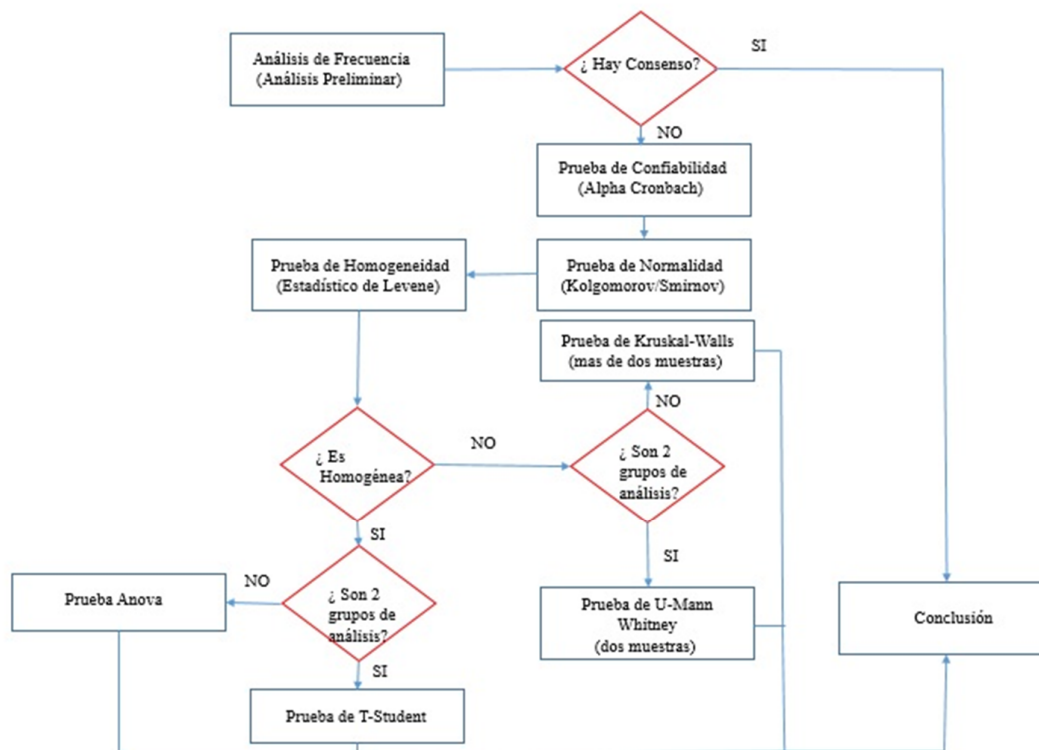 Análisis de Frecuencia
(Análisis Preliminar)
¿ Hay Consenso?
SI
NO
Prueba de Confiabilidad
(Alpha Cronbach)
Prueba de Homogeneidad
(Estadístico de Levene)
Prueba de Normalidad
(Kolgomorov/Smirnov)
Prueba de Kruskal-Walls
(mas de dos muestras)
NO
¿ Es
Homogénea?
NO
¿ Son 2
grupos de
análisis?
SI
SI
Prueba Anova
NO
¿ Son 2
grupos de
análisis?
Prueba de U-Mann
Whitney
(dos muestras)
Conclusión
SI
Prueba de T-Student